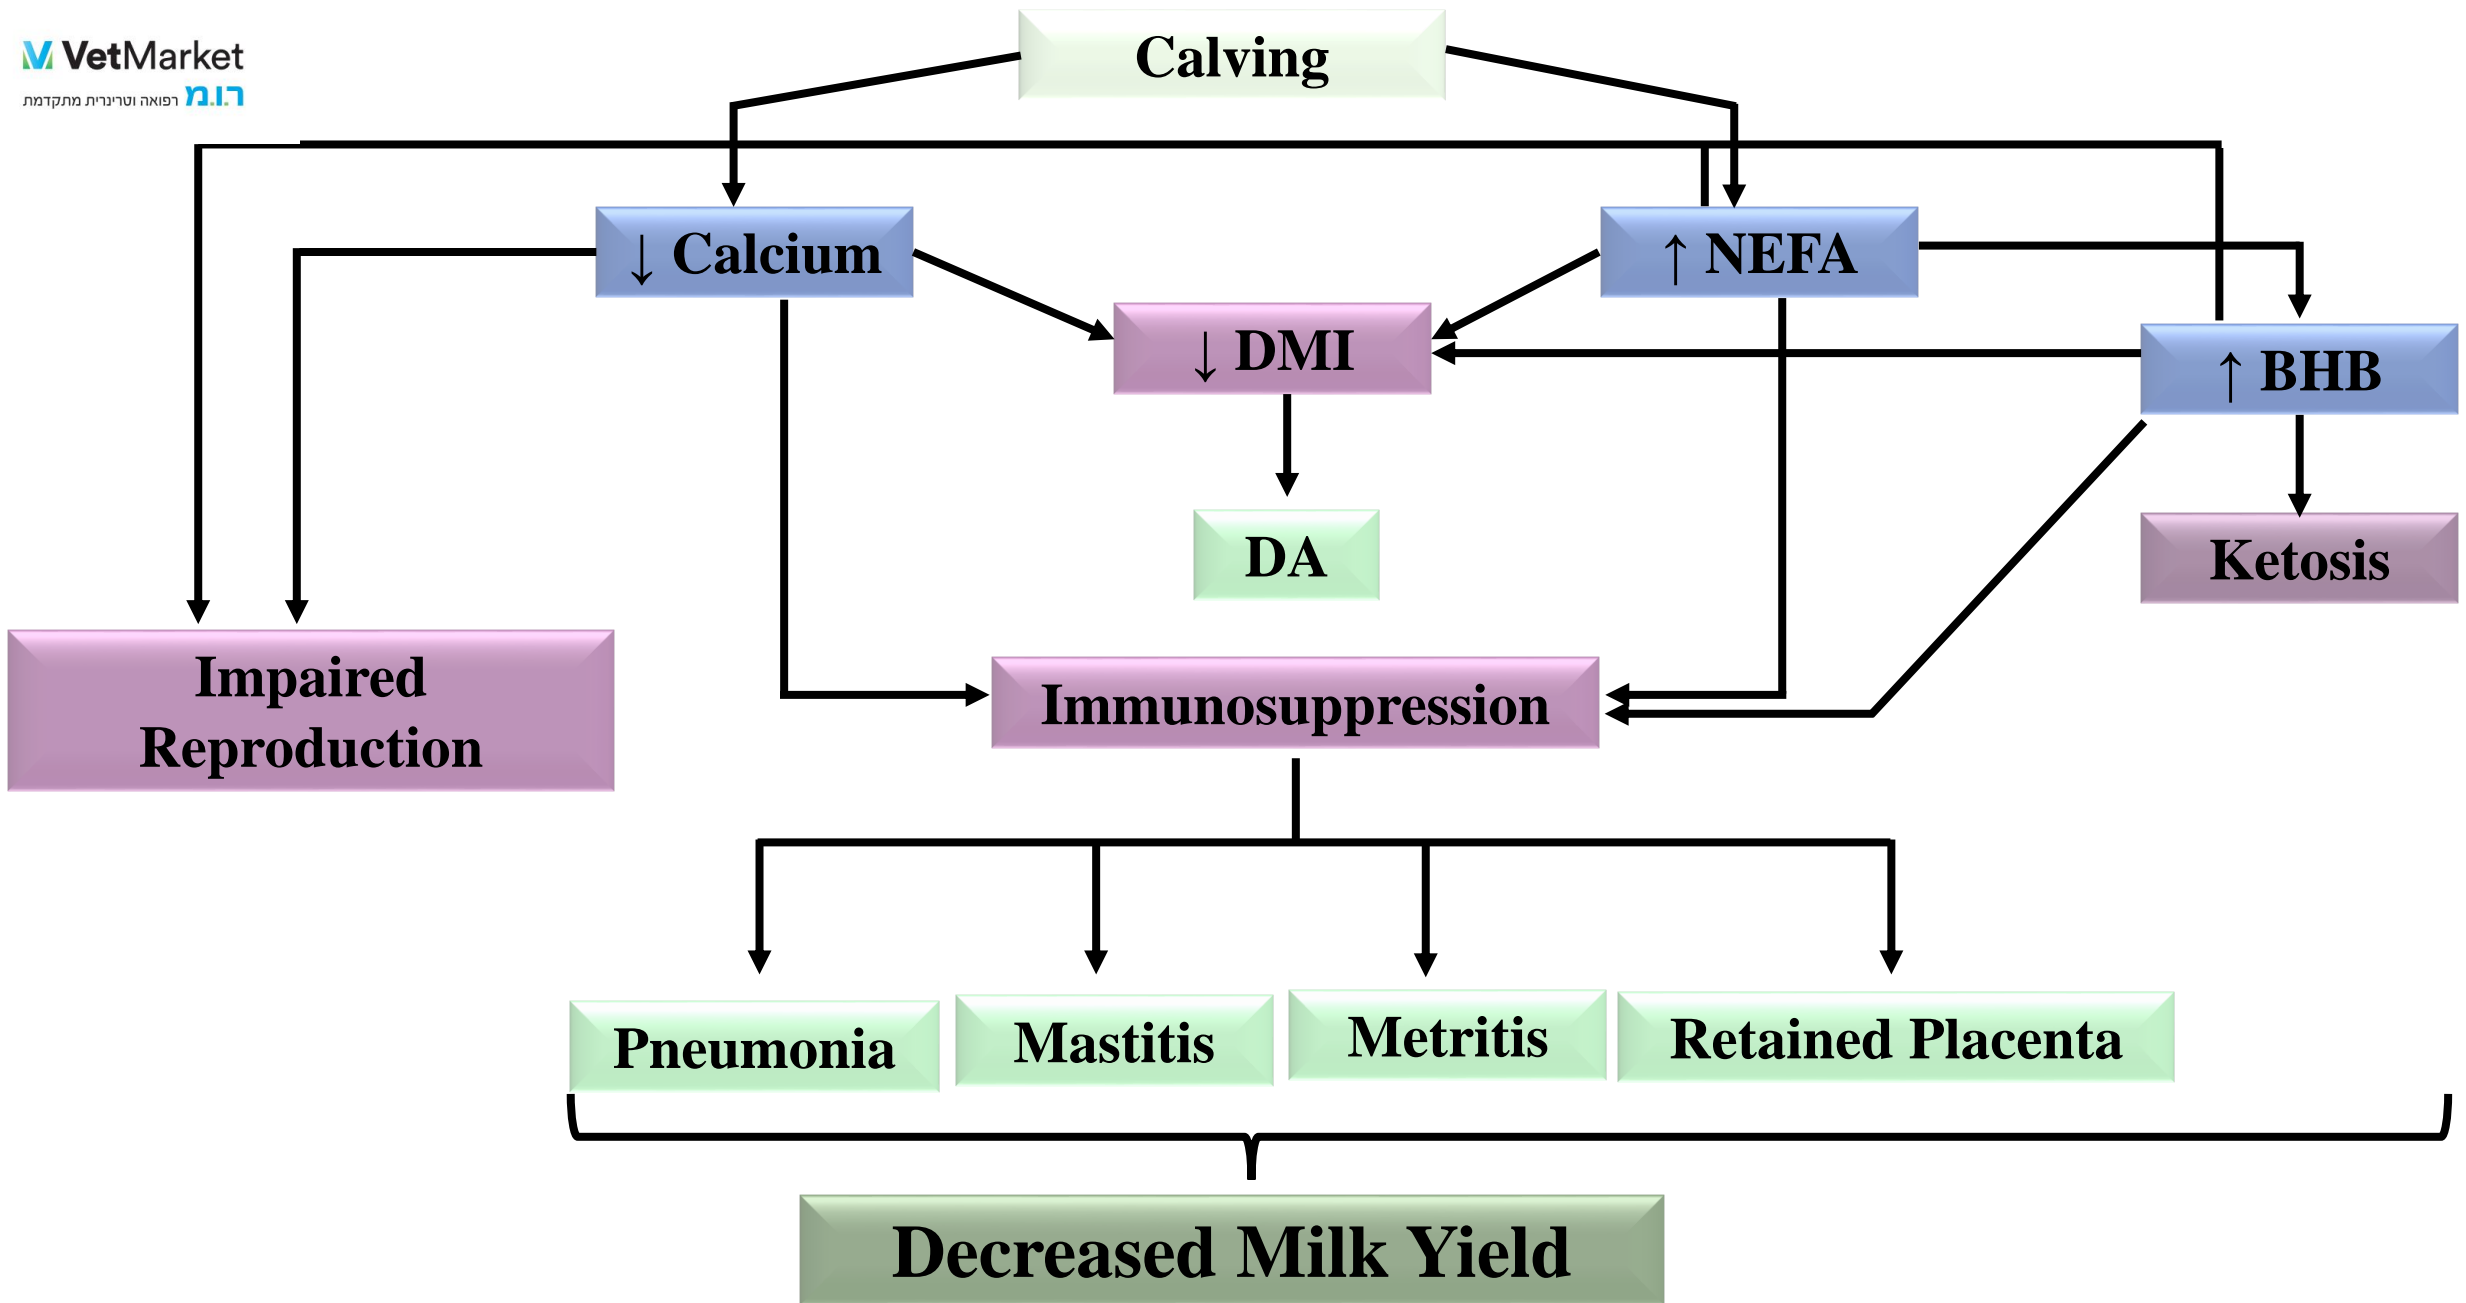 VetMarket
ר.ו.מ רפואה וטרינרית מתקדמת
Calving
↓ Calcium
↑ NEFA
↓ DMI
↑ BHB
DA
Ketosis
Impaired
Reproduction
Immunosuppression
Pneumonia
Mastitis
Metritis
Retained Placenta
Decreased Milk Yield